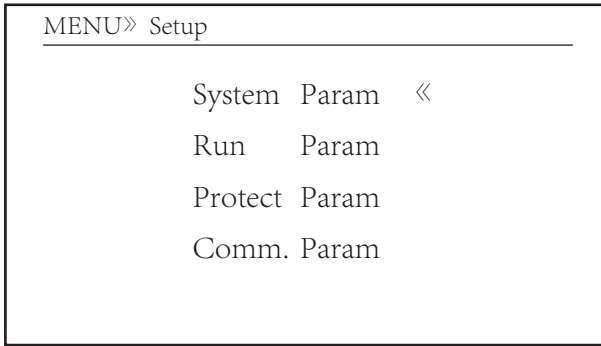 MENU》 Setup
System Param 《
Run Param
Protect Param
Comm. Param